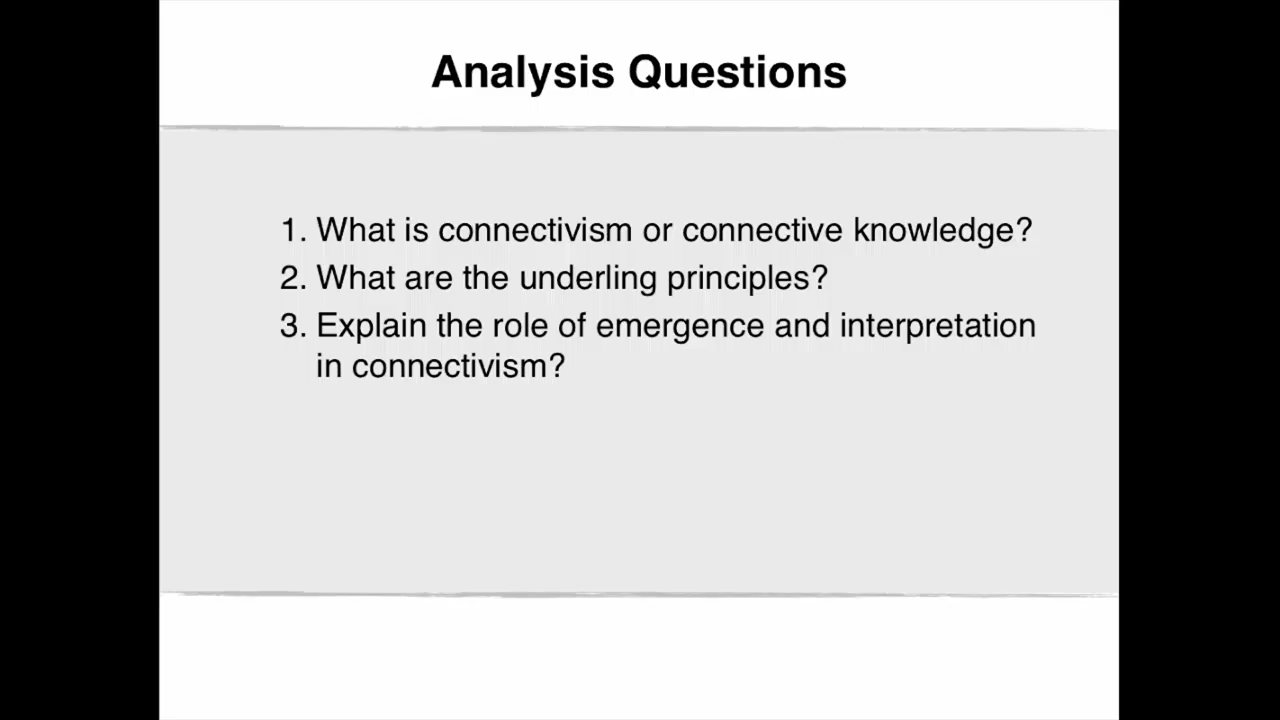 Analysis Questions
1. What is connectivism or connective knowledge?
2. What are the underling principles?
3. Explain the role of emergence and interpretation
in connectivism?